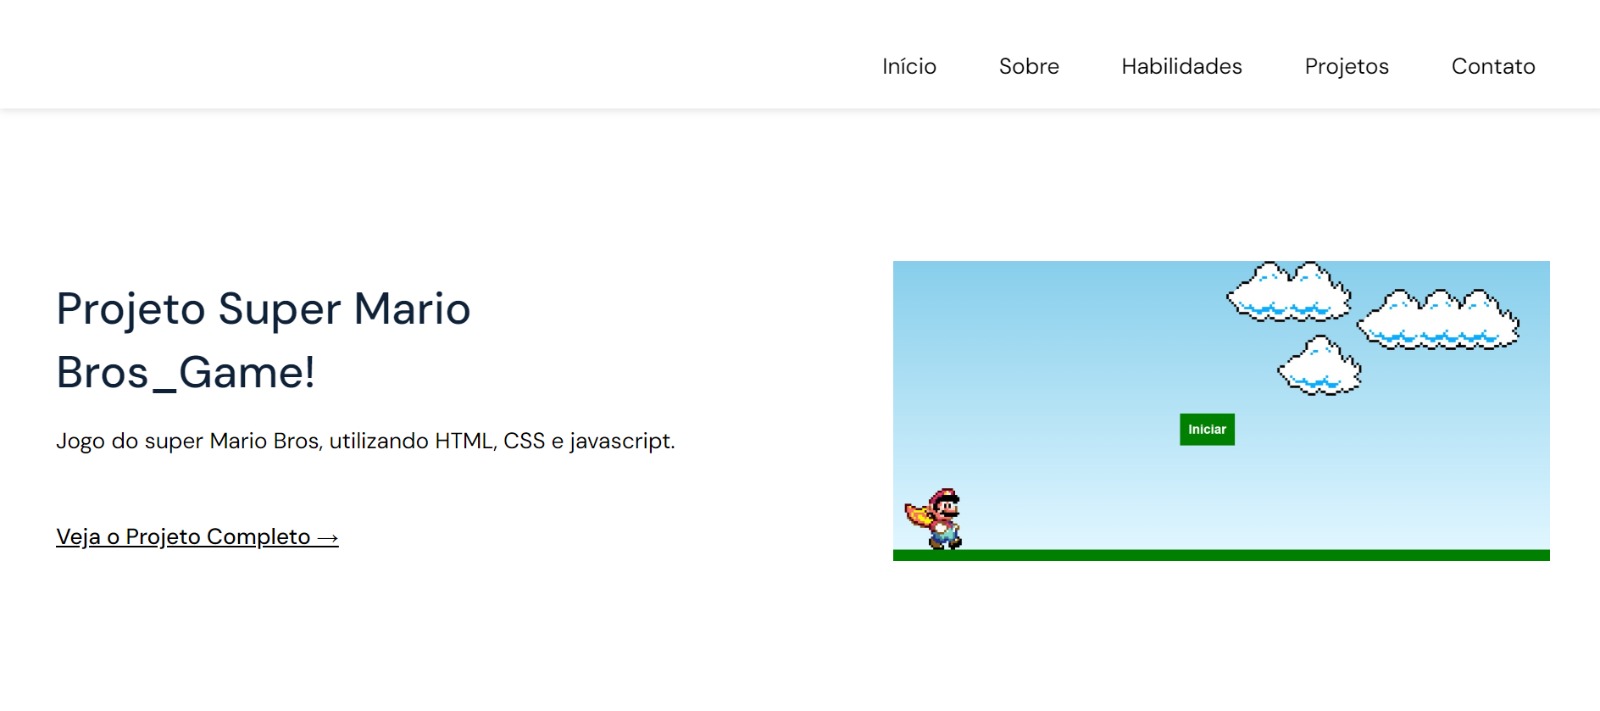 Início Sobre Habilidades Projetos Contato
Projeto Super Mario
Bros_Game!
Jogo do super Mario Bros, utilizando HTML, CSS e javascript.
Veja o Projeto Completo →
Iniciar